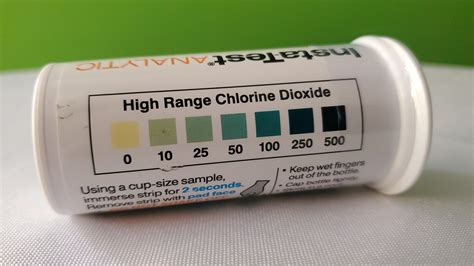 InstaTest®
ANALYTIC
High Range Chlorine Dioxide
0 10 25 50 100 250 500
Using a cup-size sample,
immerse strip for 2 seconds.
Remove strip with pad face
• Keep wet fingers
out of the bottle.
• Cap bottle tightly.